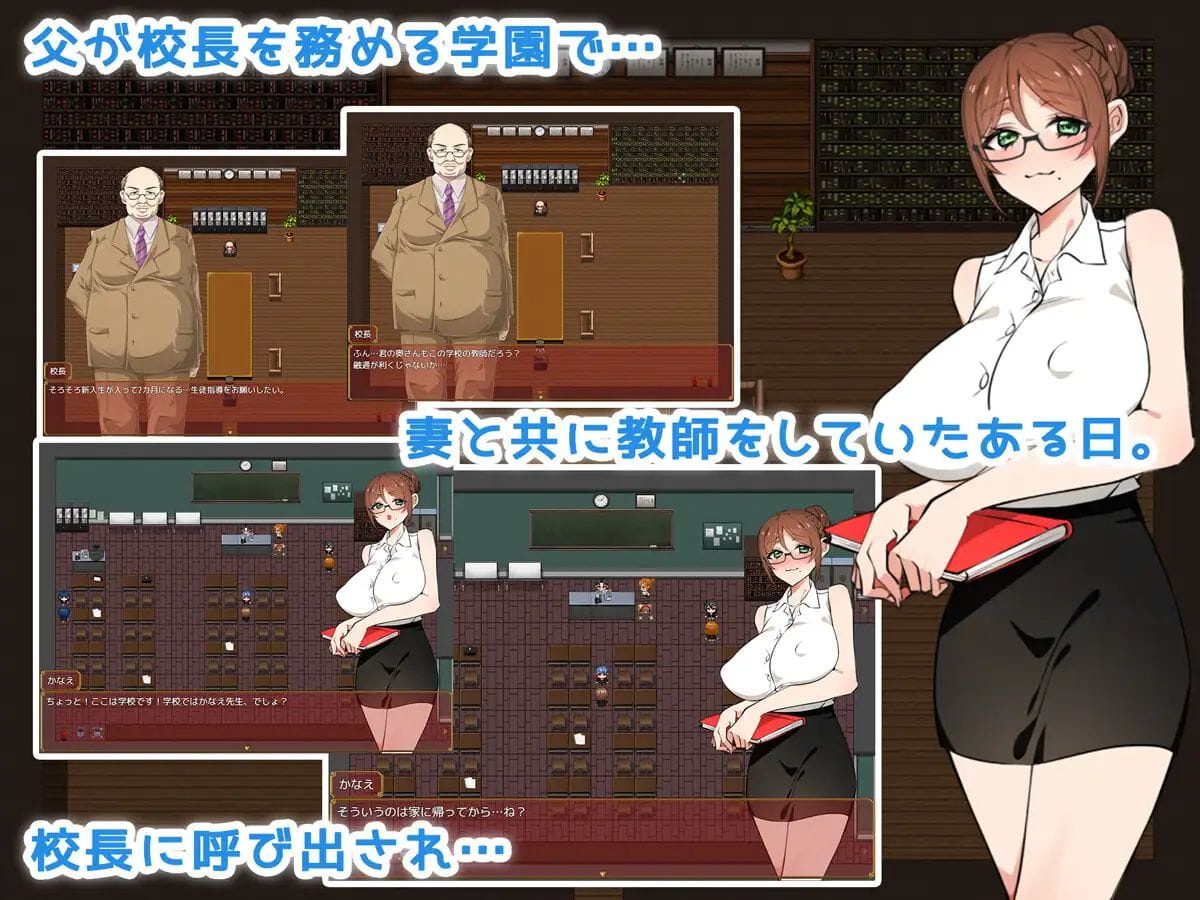 父が校長を務める学園で…
校長
そろそろ新入生が入って2カ月になる…生徒指導をお願いしたい。
校長
ふん…君の奥さんもこの学校の教師だろう？
融通が利くじゃないか…
妻と共に教師をしていたある日。
かなえ
ちょっと！ここは学校です！学校ではかなえ先生、でしょ？
かなえ
そういうのは家に帰ってから…ね？
校長に呼び出され…